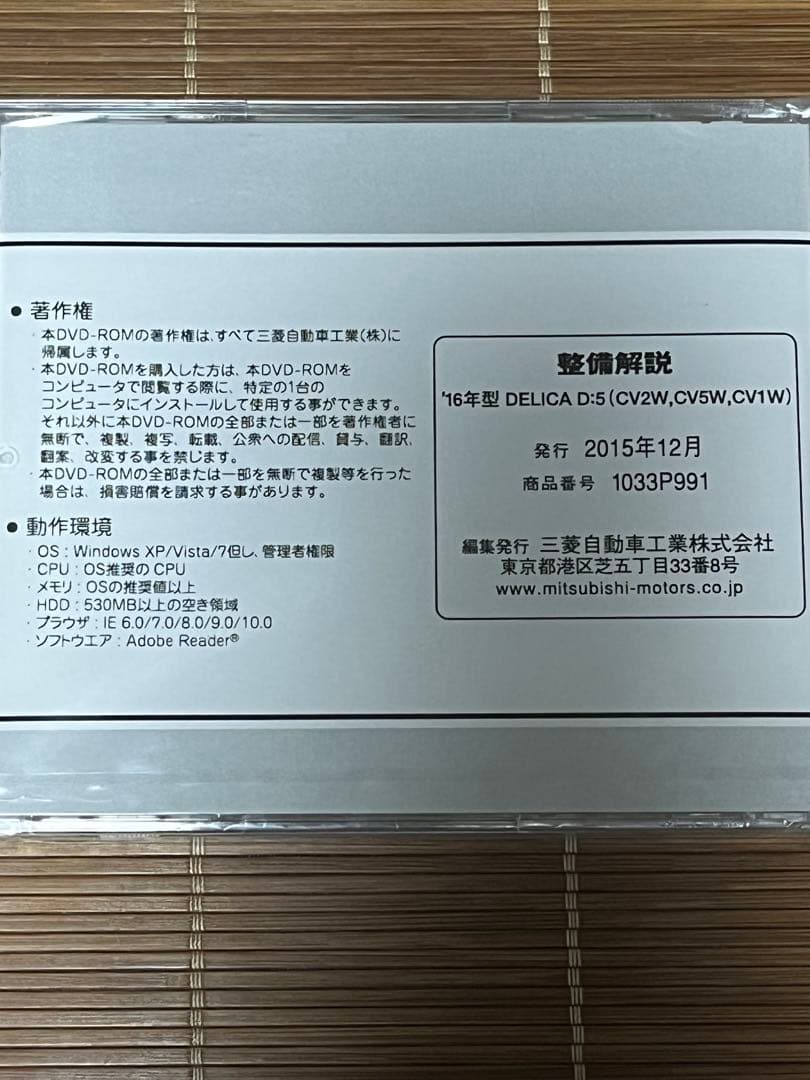 ● 著作権
・本DVD-ROMの著作権は、すべて三菱自動車工業(株)に
帰属します。
・本DVD-ROMを購入した方は、本DVD-ROMを
コンピュータで閲覧する際に、特定の1台の
コンピュータにインストールして使用する事ができます。
それ以外に本DVD-ROMの全部または一部を著作権者に
無断で、複製、複写、転載、公衆への配信、貸与、翻訳、
翻案、改変する事を禁じます。
・本DVD-ROMの全部または一部を無断で複製等を行った
場合は、損害賠償を請求する事があります。
● 動作環境
・OS : Windows XP/Vista/7但し、管理者権限
・CPU : OS推奨の CPU
・メモリ : OSの推奨値以上
・HDD : 530MB以上の空き領域
・ブラウザ : IE 6.0/7.0/8.0/9.0/10.0
・ソフトウエア : Adobe Reader®
整備解説
'16年型 DELICA D:5 (CV2W,CV5W,CV1W)
発行 2015年12月
商品番号 1033P991
編集発行 三菱自動車工業株式会社
東京都港区芝五丁目33番8号
www.mitsubishi-motors.co.jp